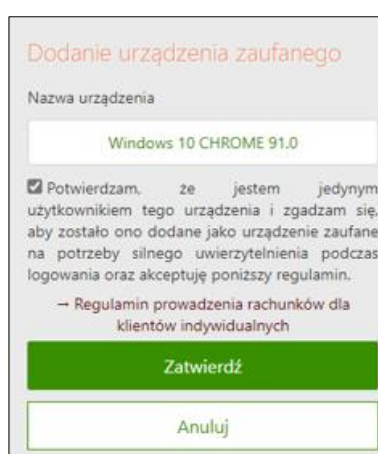 Dodanie urządzenia zaufanego
Nazwa urządzenia
Windows 10 CHROME 91.0
Potwierdzam, że jestem jedynym
użytkownikiem tego urządzenia i zgadzam się,
aby zostało ono dodane jako urządzenie zaufane
na potrzeby silnego uwierzytelnienia podczas
logowania oraz akceptuję poniższy regulamin.
→ Regulamin prowadzenia rachunków dla
klientów indywidualnych
Zatwierdź
Anuluj